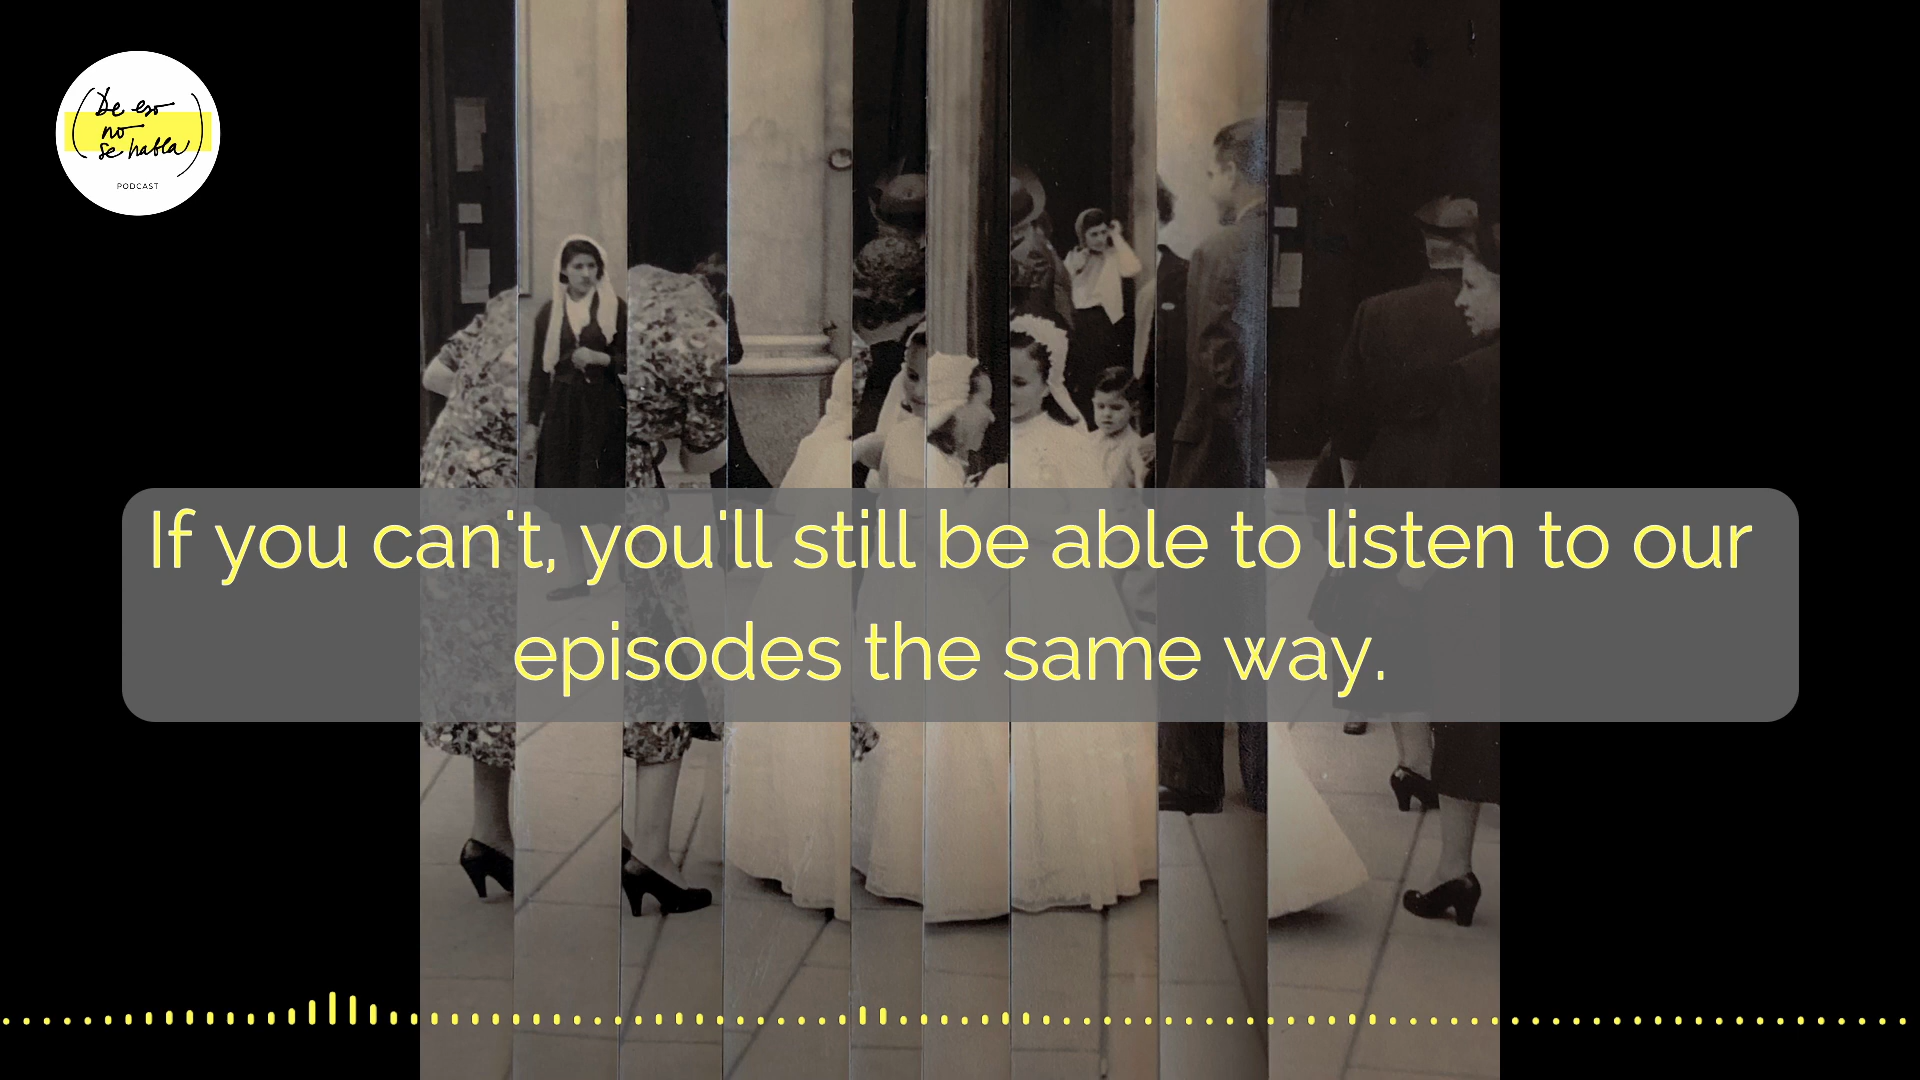 (De eso
no
se habla)
PODCAST
If you can't, you'll still be able to listen to our
episodes the same way.